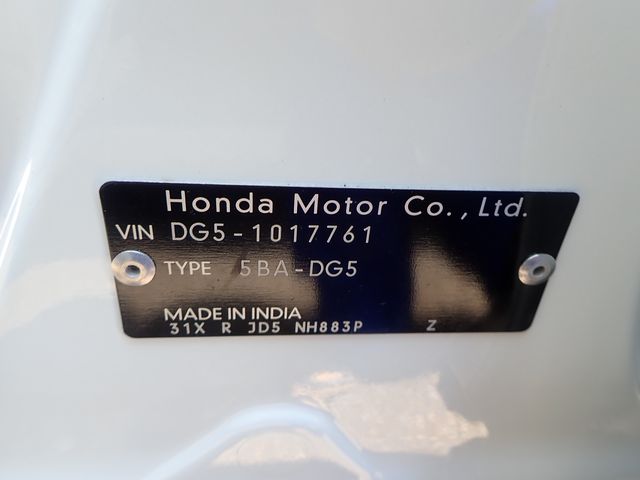 Honda Motor Co., Ltd.
VIN DG5-1017761
TYPE 5BA-DG5
MADE IN INDIA
31X R JD5 NH883P Z